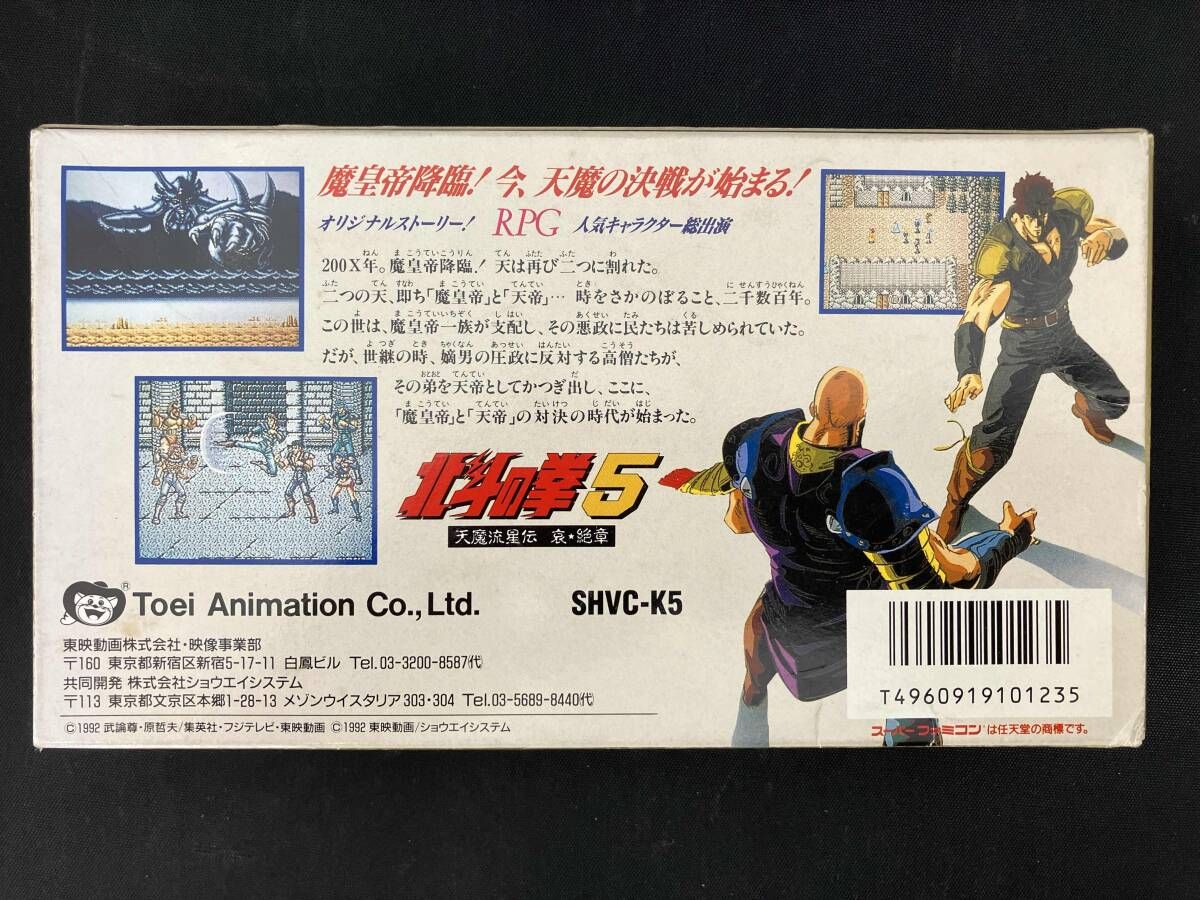 魔皇帝降臨! 今、天魔の決戦が始まる!
オリジナルストーリー! RPG 人気キャラクター総出演
200X年。魔皇帝降臨! 天は再び二つに割れた。
二つの天、即ち「魔皇帝」と「天帝」… 時をさかのぼること、二千数百年。
この世は、魔皇帝一族が支配し、その悪政に民たちは苦しめられていた。
だが、世継の時、嫡男の圧政に反対する高僧たちが、
その弟を天帝としてかつぎ出し、ここに、
「魔皇帝」と「天帝」の対決の時代が始まった。
北斗の拳5
天魔流星伝 哀★絶章
® Toei Animation Co., Ltd. SHVC-K5
東映動画株式会社・映像事業部
〒160 東京都新宿区新宿5-17-11 白鳳ビル Tel.03-3200-8587㈹
共同開発 株式会社ショウエイシステム
〒113 東京都文京区本郷1-28-13 メゾンウイスタリア303・304 Tel.03-5689-8440㈹
©1992 武論尊・原哲夫/集英社・フジテレビ・東映動画 ©1992 東映動画/ショウエイシステム
T4960919101235
スーパーファミコンは任天堂の商標です。